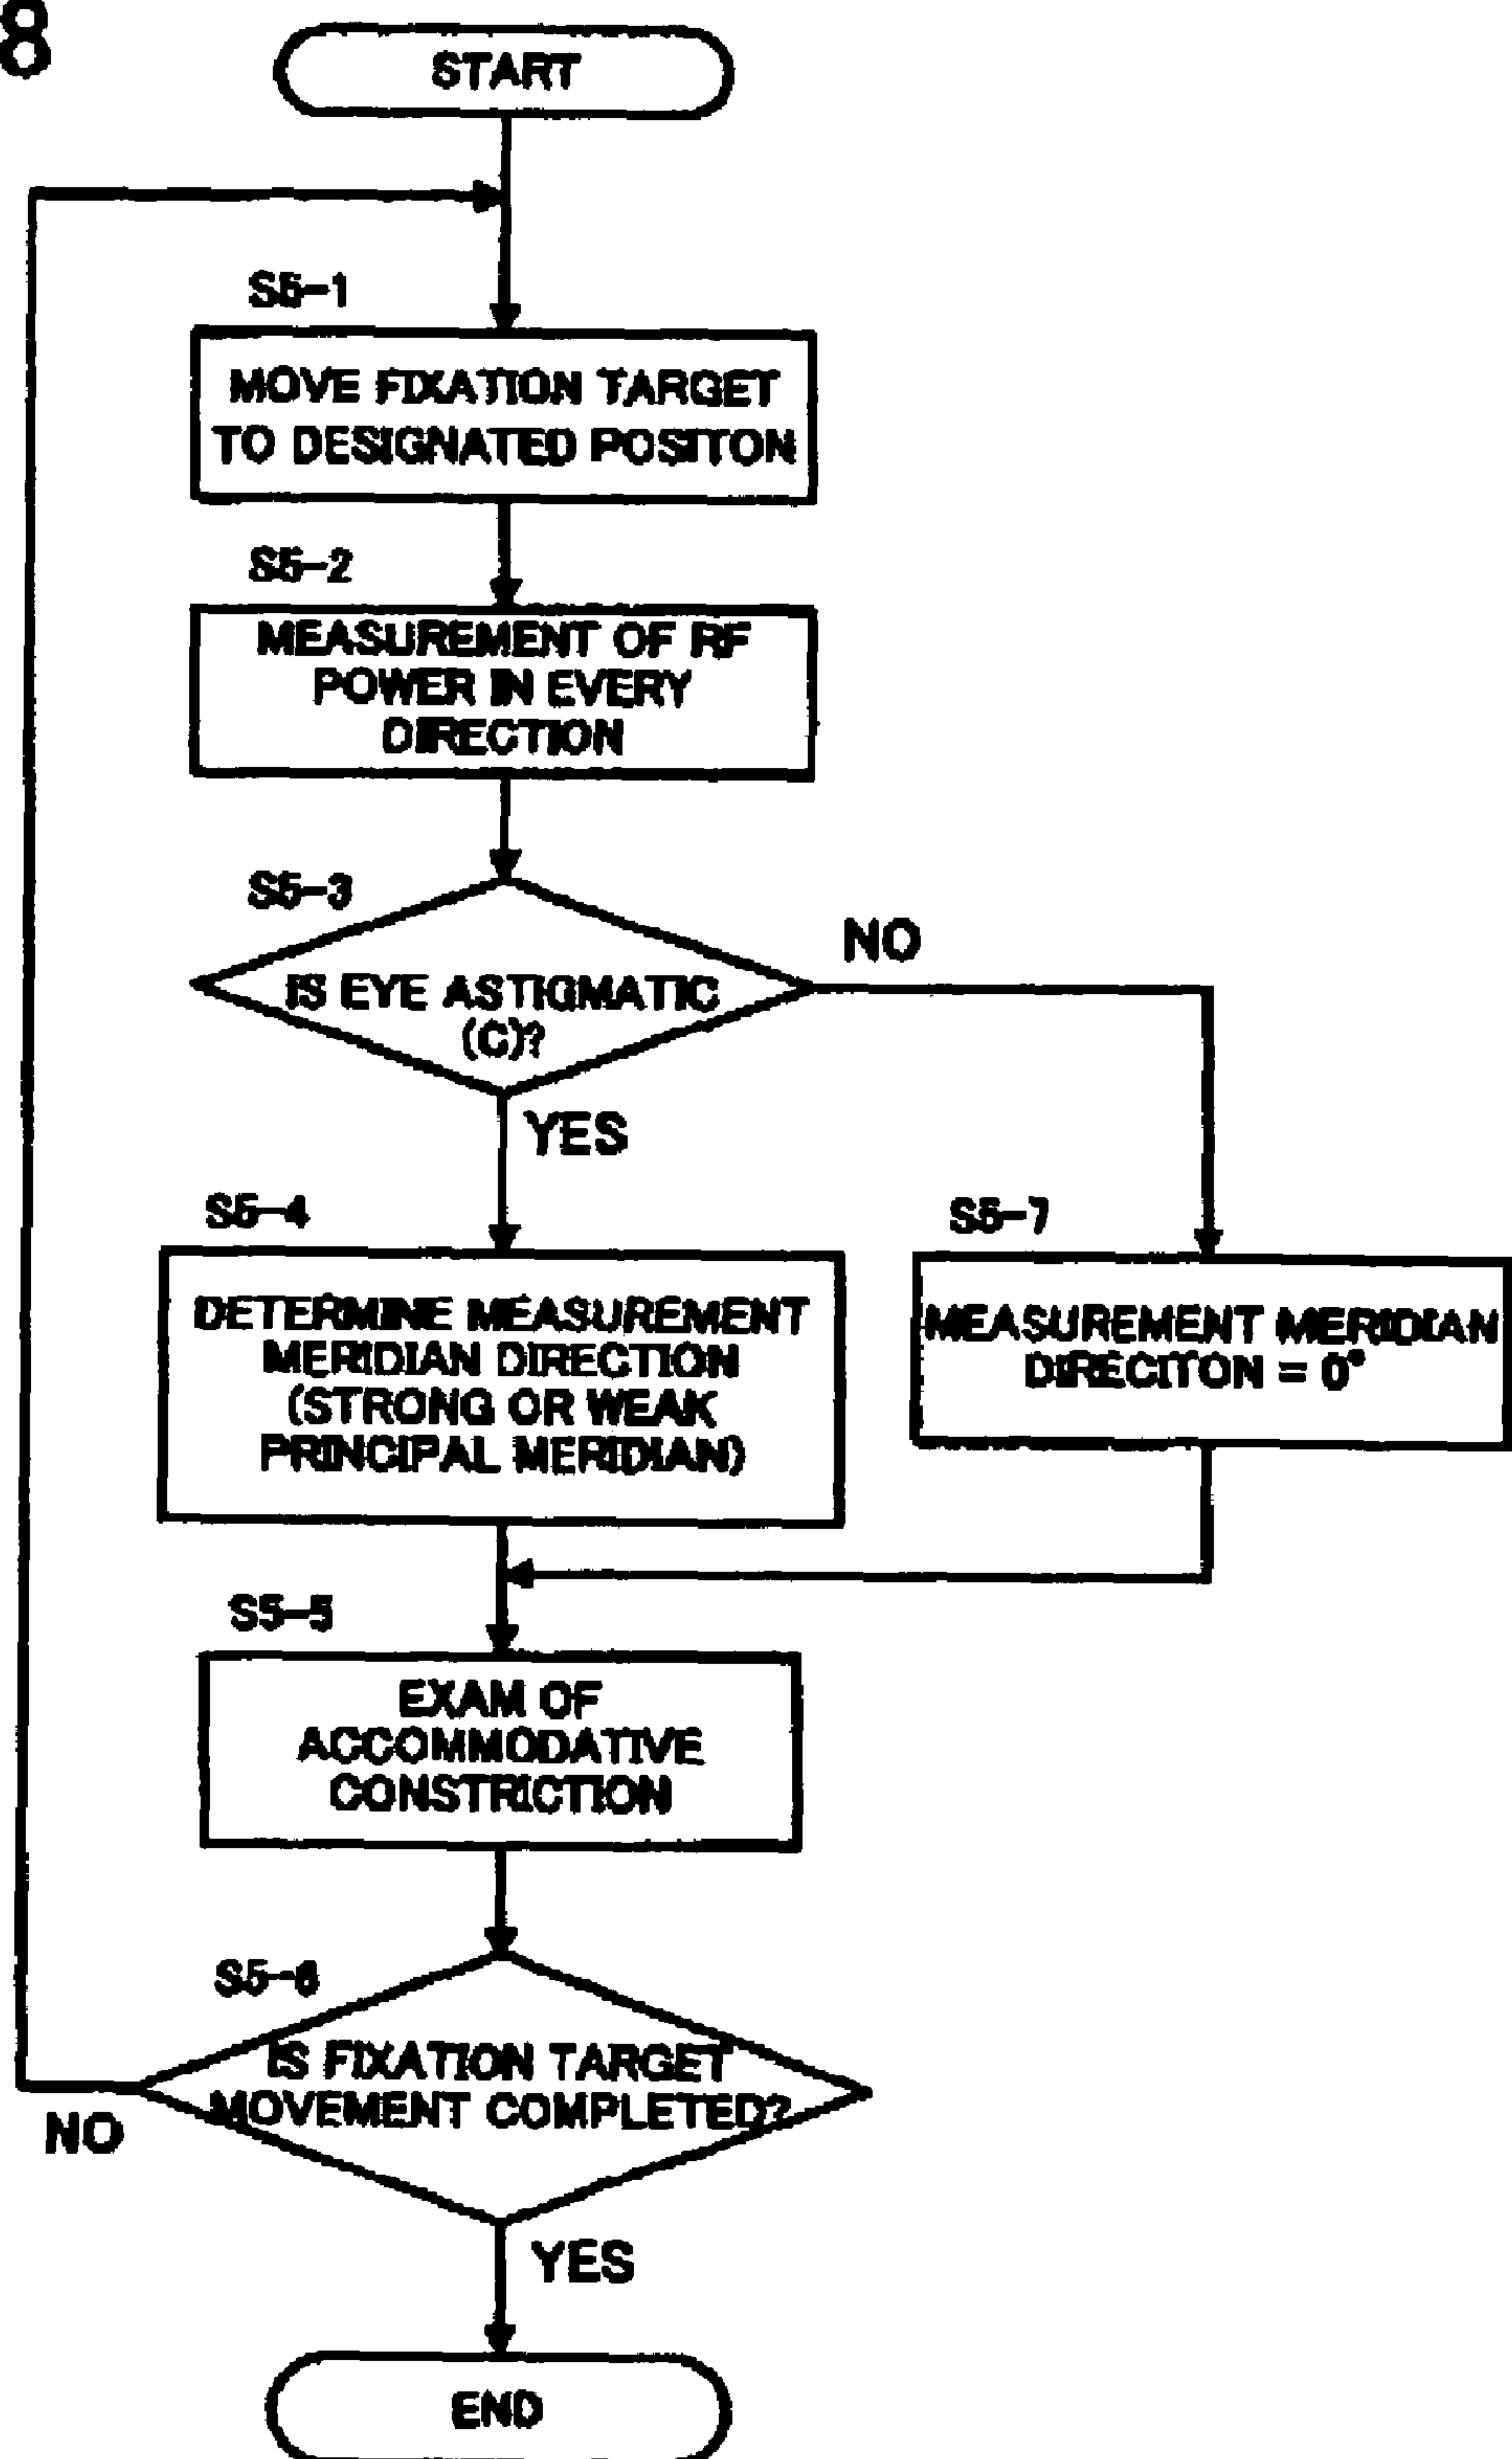 8
START
S5-1
MOVE FIXATION TARGET
TO DESIGNATED POSITON
S5-2
MEASUREMENT OF RF
POWER IN EVERY
DIRECTION
S5-3
IS EYE ASTIGMATIC
(C)?
NO
YES
S5-4
DETERMINE MEASUREMENT
MERIDIAN DIRECTION
(STRONG OR WEAK
PRINCIPAL MERIDIAN)
S5-7
MEASUREMENT MERIDIAN
DIRECITON = 0°
S5-5
EXAM OF
ACCOMMODATIVE
CONSTRICTION
S5-6
IS FIXATION TARGET
MOVEMENT COMPLETED?
NO
YES
END